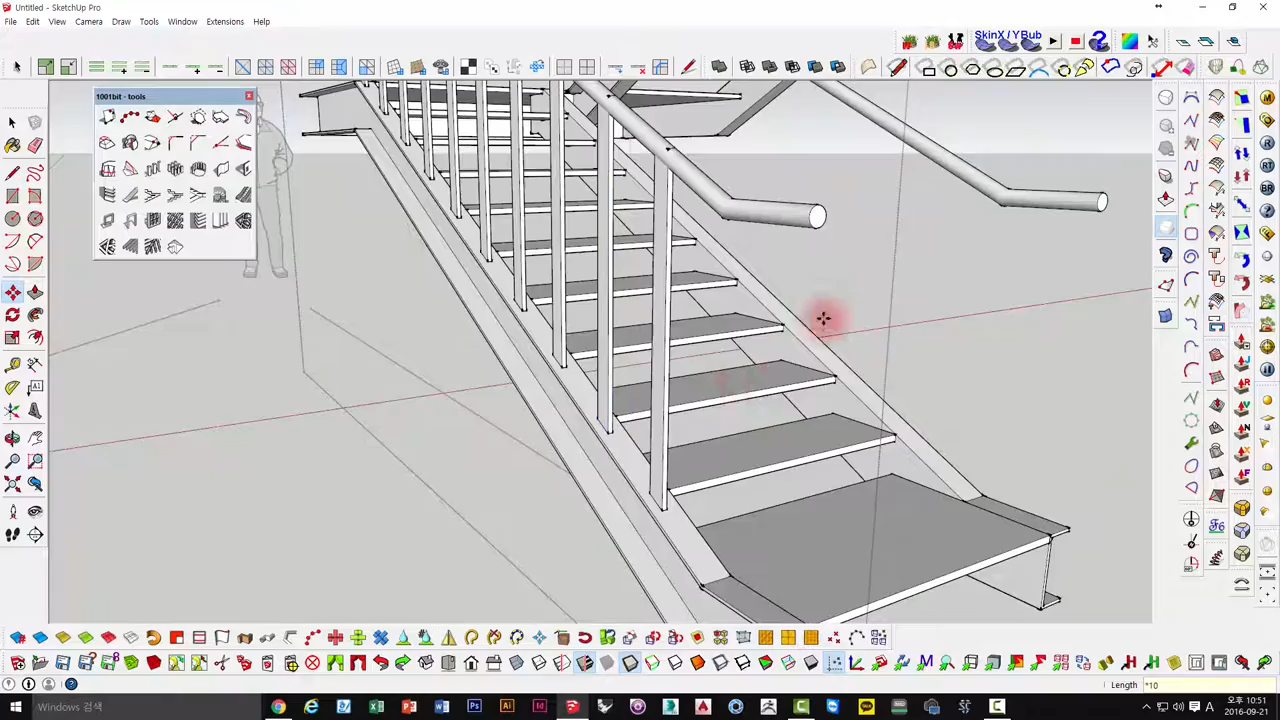 Untitled - SketchUp Pro
File Edit View Camera Draw Tools Window Extensions Help
SkinX / YBub
1001bit - tools
Length *10
Windows 검색
A 오후 10:51
2016-09-21